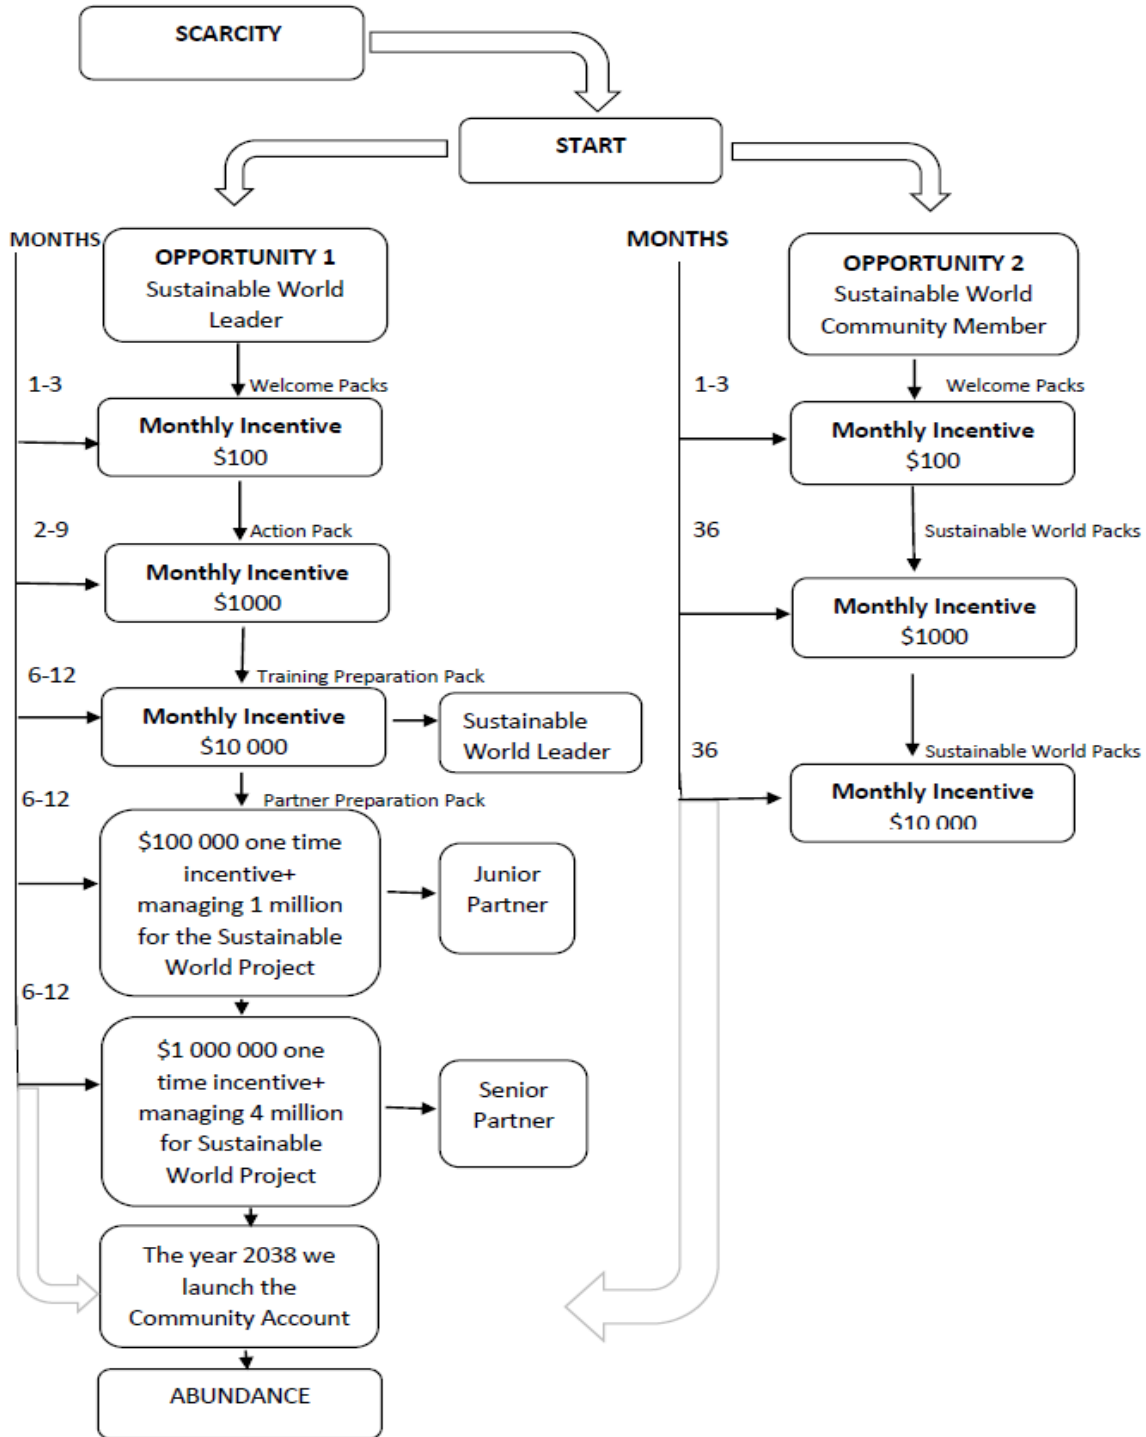 SCARCITY
START
MONTHS
OPPORTUNITY 1
Sustainable World
Leader
1-3
Welcome Packs
Monthly Incentive
$100
2-9
Action Pack
Monthly Incentive
$1000
6-12
Training Preparation Pack
Monthly Incentive
$10 000
Sustainable
World Leader
6-12
Partner Preparation Pack
$100 000 one time
incentive+
managing 1 million
for the Sustainable
World Project
Junior
Partner
6-12
$1 000 000 one
time incentive+
managing 4 million
for Sustainable
World Project
Senior
Partner
The year 2038 we
launch the
Community Account
ABUNDANCE
MONTHS
OPPORTUNITY 2
Sustainable World
Community Member
1-3
Welcome Packs
Monthly Incentive
$100
36
Sustainable World Packs
Monthly Incentive
$1000
36
Sustainable World Packs
Monthly Incentive
$10 000